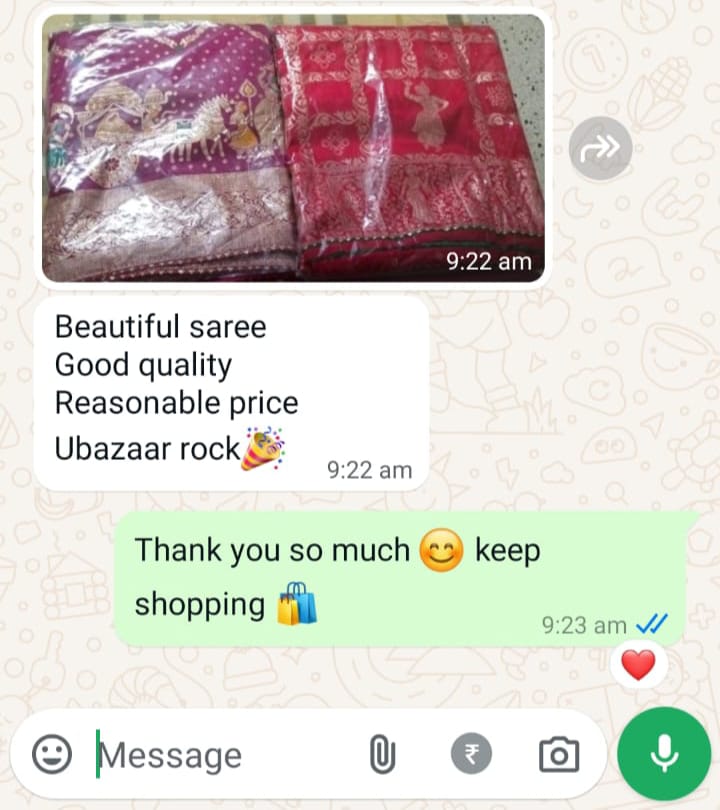 9:22 am
Beautiful saree
Good quality
Reasonable price
Ubazaar rock🎉
9:22 am
Thank you so much 😊 keep
shopping 🛍️
9:23 am
Message
₹